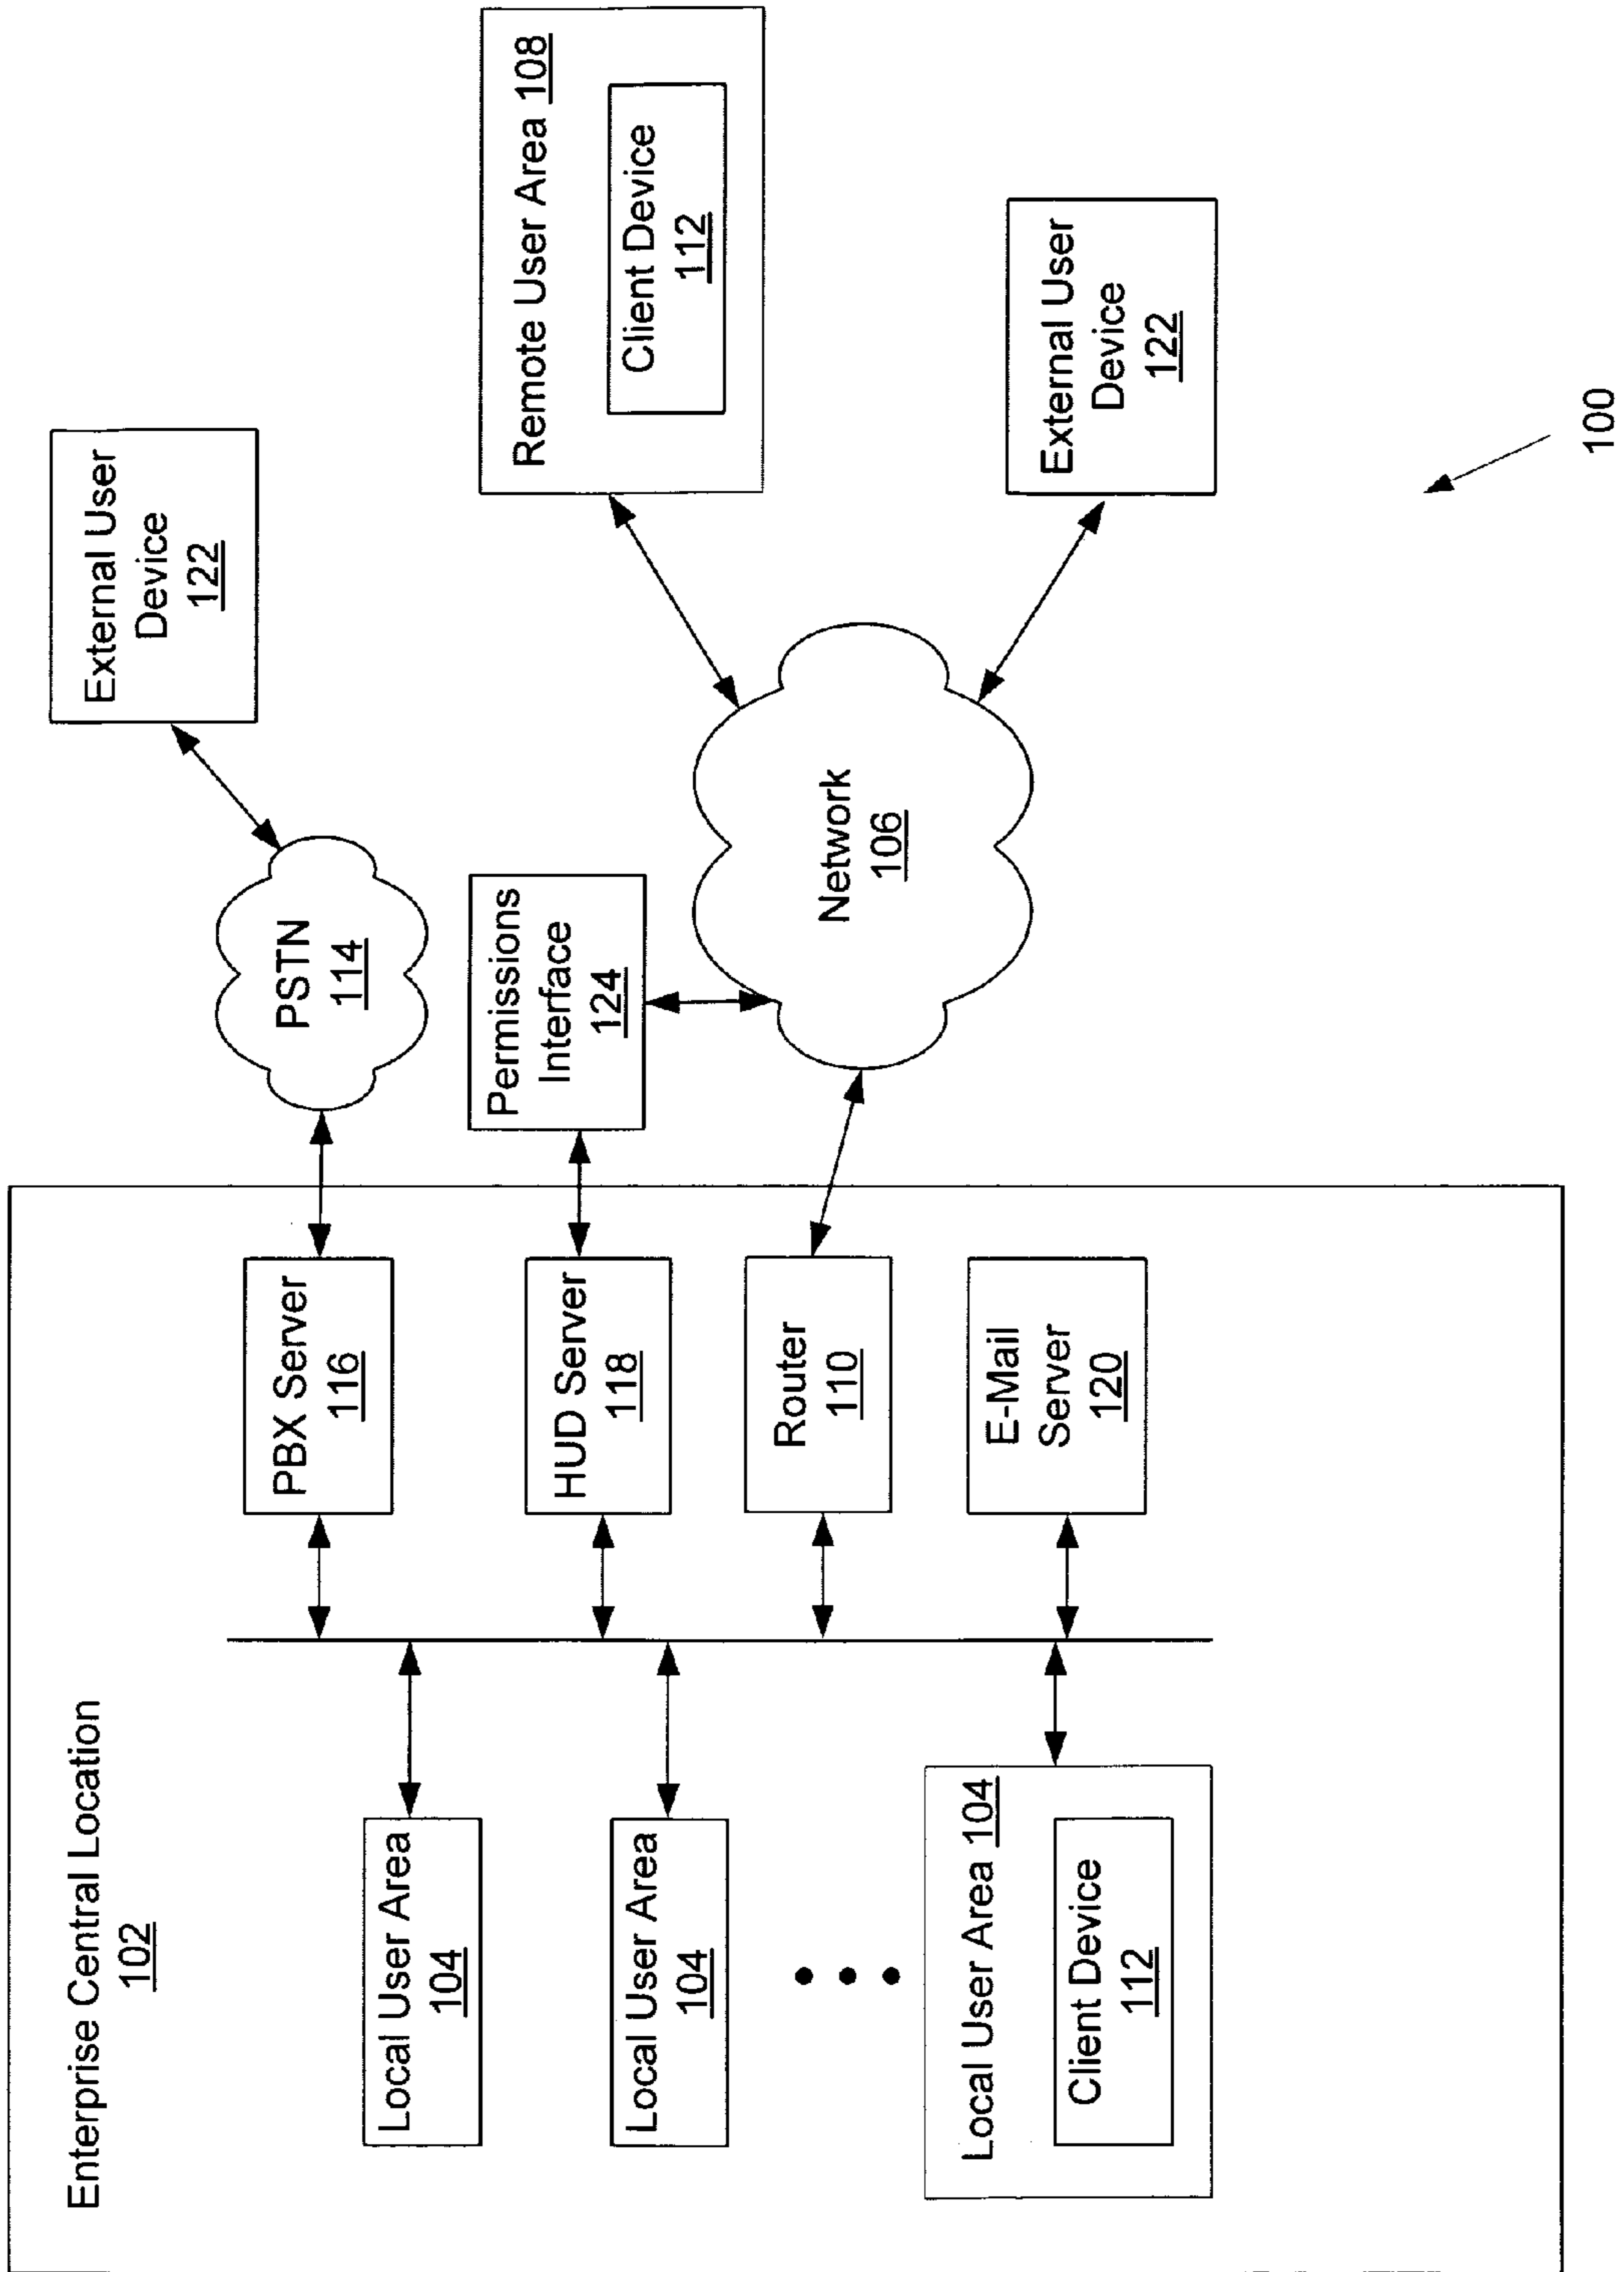 Enterprise Central Location
102
Local User Area
104
Local User Area
104
Local User Area 104
Client Device
112
PBX Server
116
HUD Server
118
Router
110
E-Mail
Server
120
PSTN
114
Permissions
Interface
124
Network
106
External User
Device
122
Remote User Area 108
Client Device
112
External User
Device
122
100